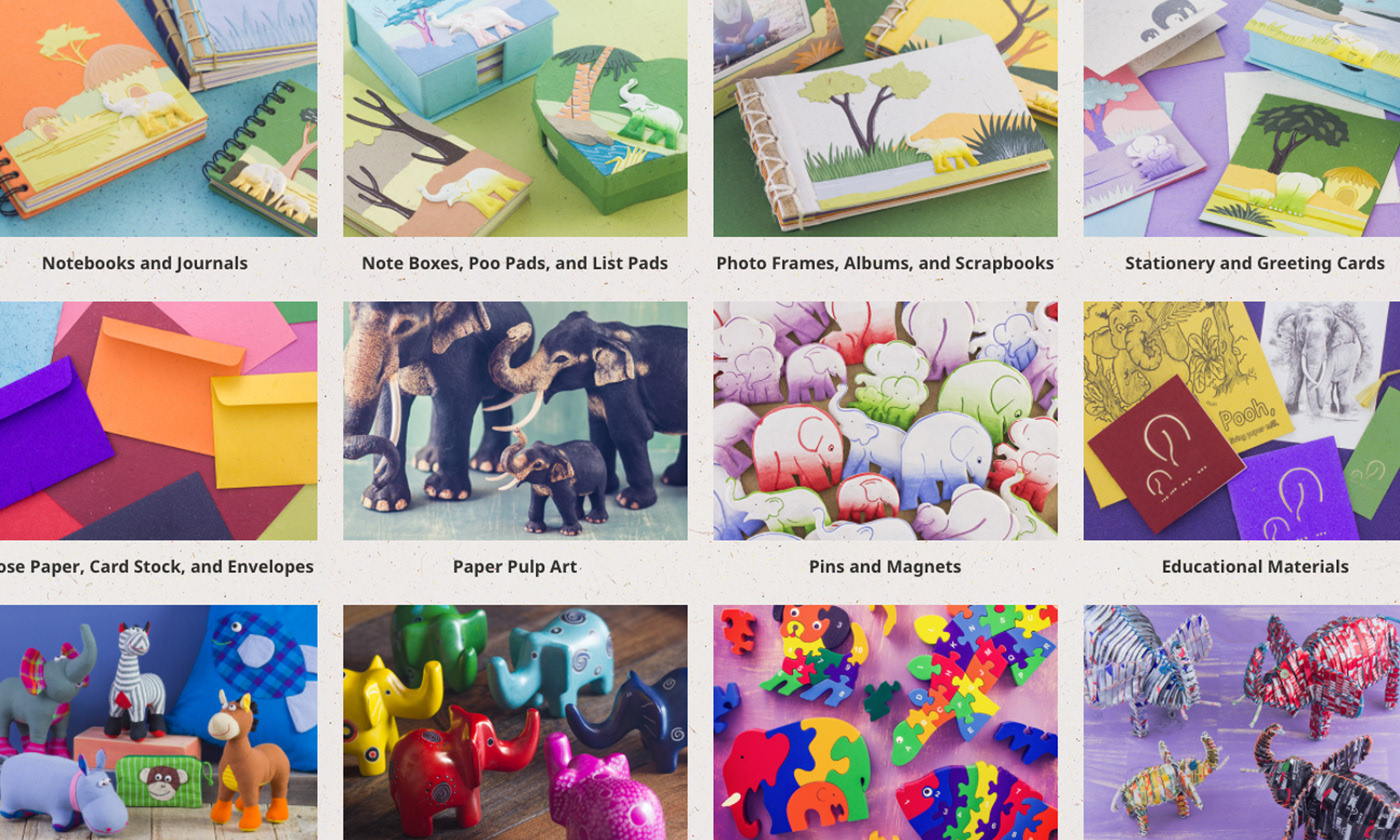 Notebooks and Journals
Note Boxes, Poo Pads, and List Pads
Photo Frames, Albums, and Scrapbooks
Stationery and Greeting Cards
ose Paper, Card Stock, and Envelopes
Paper Pulp Art
Pins and Magnets
Educational Materials
Pooh,